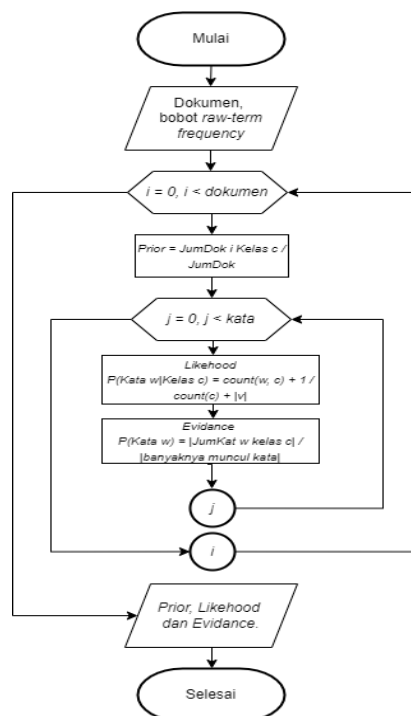 Mulai
Dokumen,
bobot raw-term
frequency
i = 0, i < dokumen
Prior = JumDok i Kelas c /
JumDok
j = 0, j < kata
Likehood
P(Kata w|Kelas c) = count(w, c) + 1 /
count(c) + |v|
Evidance
P(Kata w) = |JumKat w kelas c| /
|banyaknya muncul kata|
j
i
Prior, Likehood
dan Evidance.
Selesai